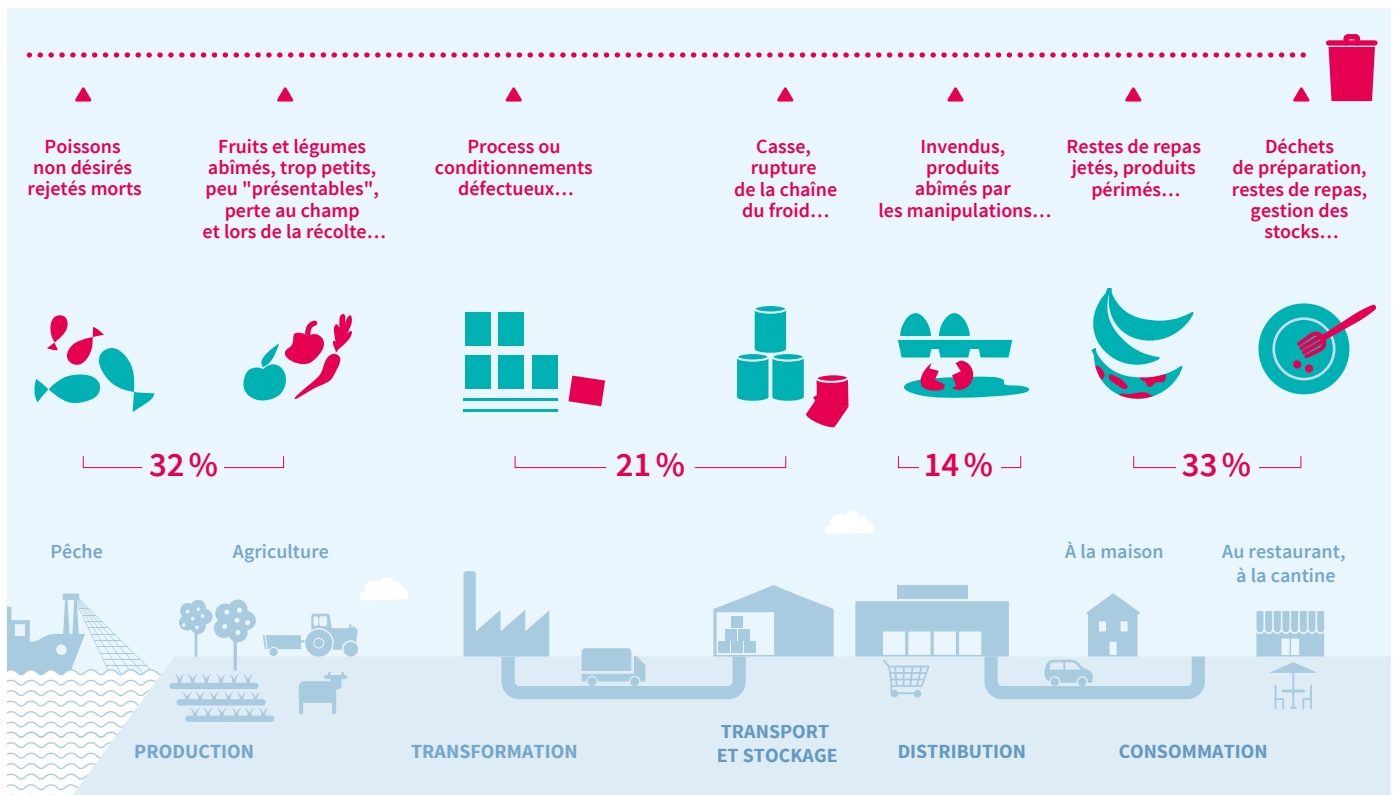 Poissons
non désirés
rejetés morts
Fruits et légumes
abîmés, trop petits,
peu "présentables",
perte au champ
et lors de la récolte…
Process ou
conditionnements
défectueux…
Casse,
rupture
de la chaîne
du froid…
Invendus,
produits
abîmés par
les manipulations…
Restes de repas
jetés, produits
périmés…
Déchets
de préparation,
restes de repas,
gestion des
stocks…
32 %
21 %
14 %
33 %
Pêche
Agriculture
À la maison
Au restaurant,
à la cantine
PRODUCTION
TRANSFORMATION
TRANSPORT
ET STOCKAGE
DISTRIBUTION
CONSOMMATION